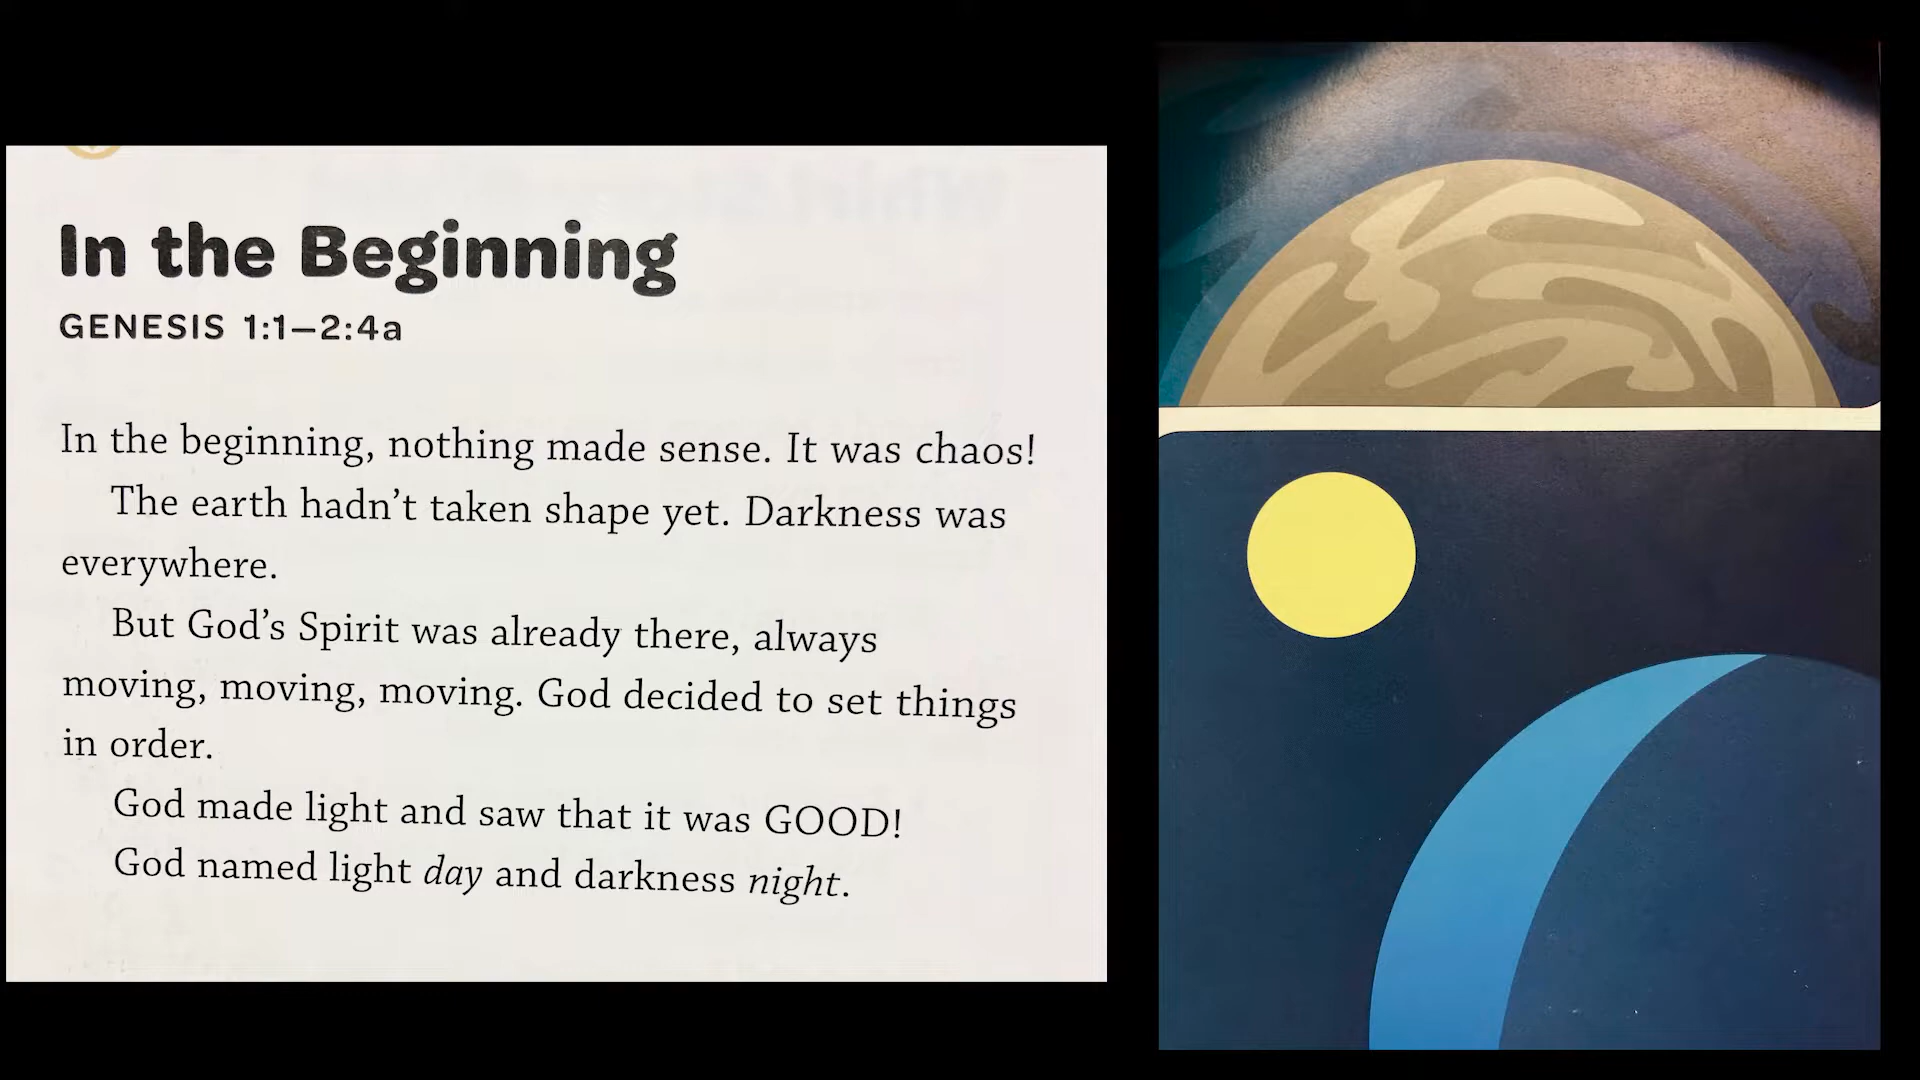 In the Beginning
GENESIS 1:1—2:4a
In the beginning, nothing made sense. It was chaos!
The earth hadn't taken shape yet. Darkness was
everywhere.
But God's Spirit was already there, always
moving, moving, moving. God decided to set things
in order.
God made light and saw that it was GOOD!
God named light day and darkness night.